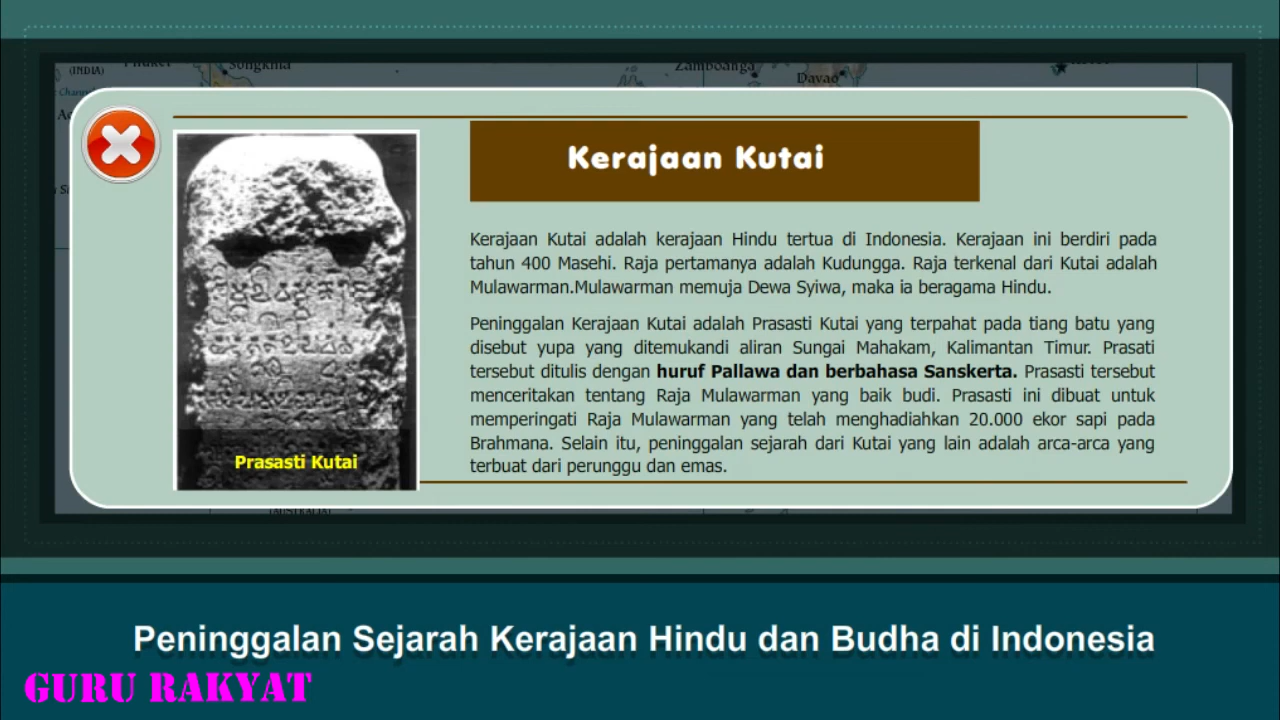 (INDIA)
Phuket
Songkhla
Zamboanga
Davao
Kerajaan Kutai
Kerajaan Kutai adalah kerajaan Hindu tertua di Indonesia. Kerajaan ini berdiri pada
tahun 400 Masehi. Raja pertamanya adalah Kudungga. Raja terkenal dari Kutai adalah
Mulawarman.Mulawarman memuja Dewa Syiwa, maka ia beragama Hindu.
Peninggalan Kerajaan Kutai adalah Prasasti Kutai yang terpahat pada tiang batu yang
disebut yupa yang ditemukandi aliran Sungai Mahakam, Kalimantan Timur. Prasati
tersebut ditulis dengan huruf Pallawa dan berbahasa Sanskerta. Prasasti tersebut
menceritakan tentang Raja Mulawarman yang baik budi. Prasasti ini dibuat untuk
memperingati Raja Mulawarman yang telah menghadiahkan 20.000 ekor sapi pada
Brahmana. Selain itu, peninggalan sejarah dari Kutai yang lain adalah arca-arca yang
terbuat dari perunggu dan emas.
Prasasti Kutai
(AUSTRALIA)
Peninggalan Sejarah Kerajaan Hindu dan Budha di Indonesia
GURU RAKYAT